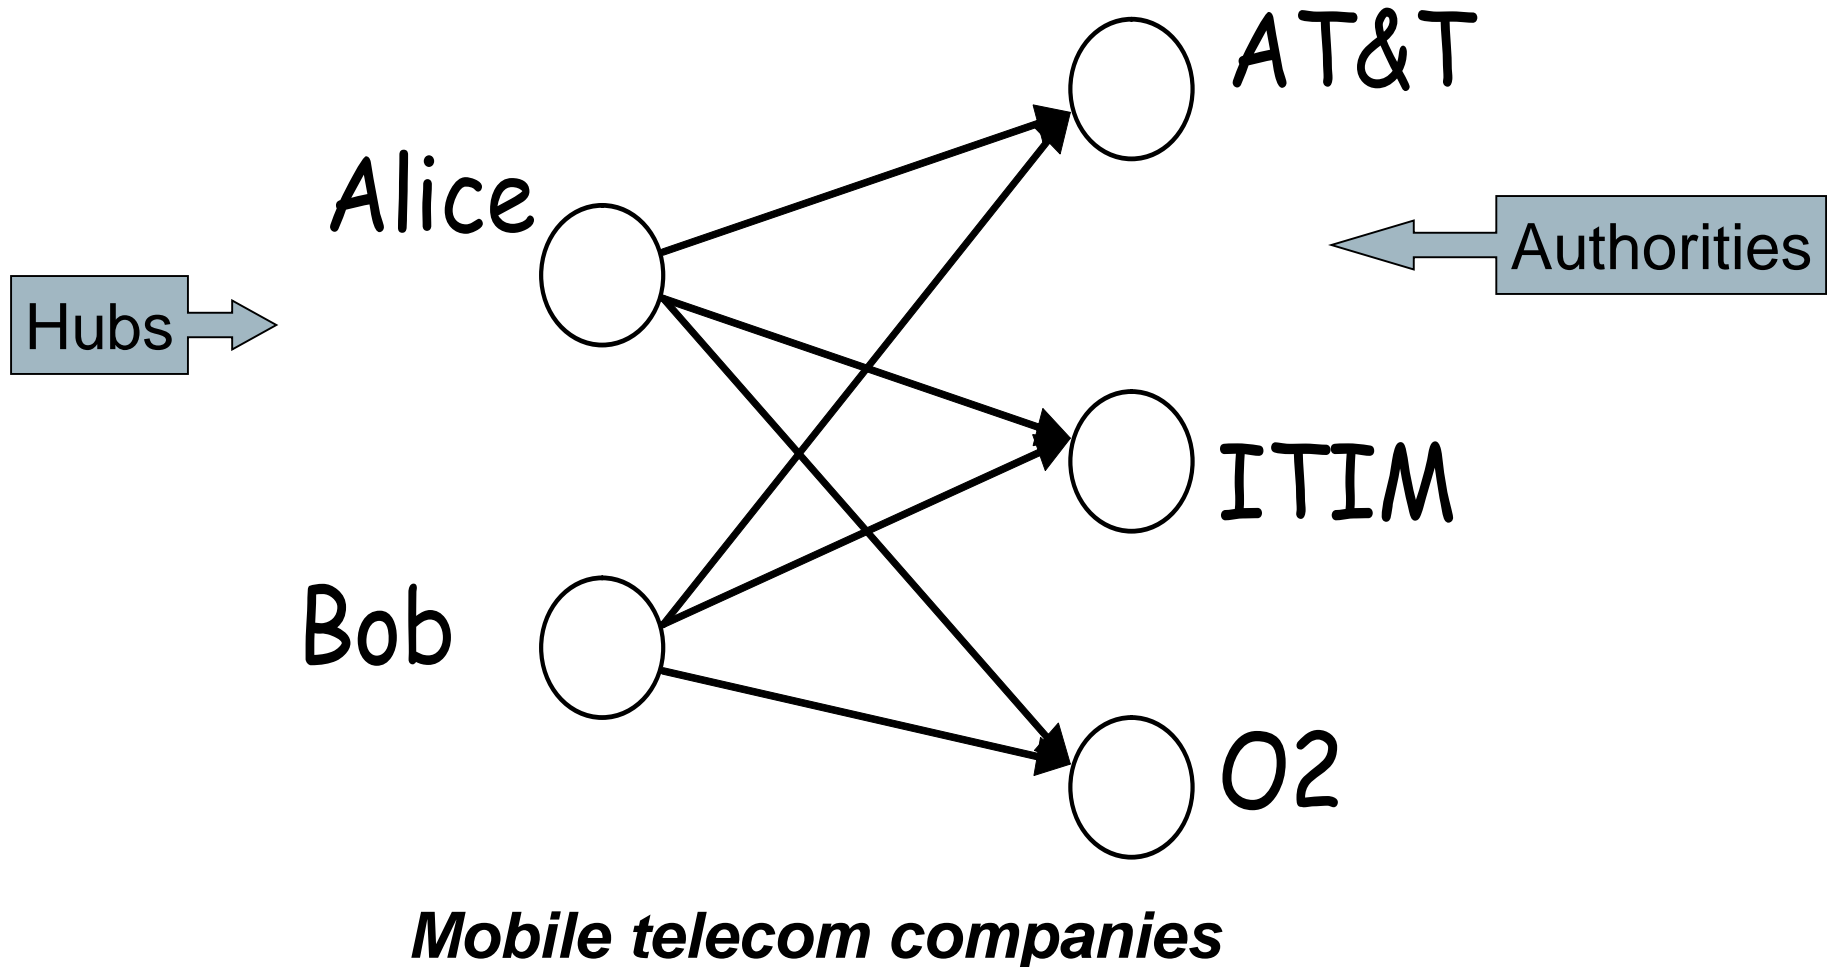 AT&T
Alice
Authorities
Hubs
ITIM
Bob
O2
Mobile telecom companies